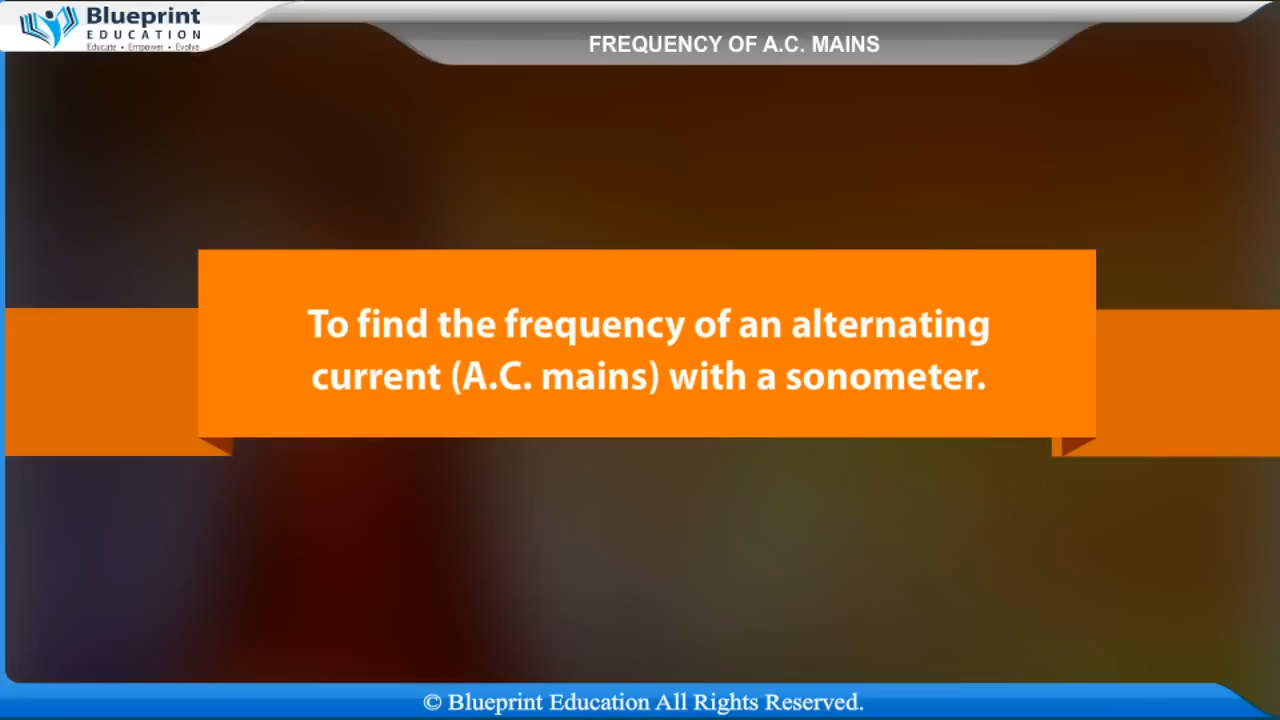 Blueprint
EDUCATION
Educate • Empower • Evolve
FREQUENCY OF A.C. MAINS
To find the frequency of an alternating
current (A.C. mains) with a sonometer.
© Blueprint Education All Rights Reserved.